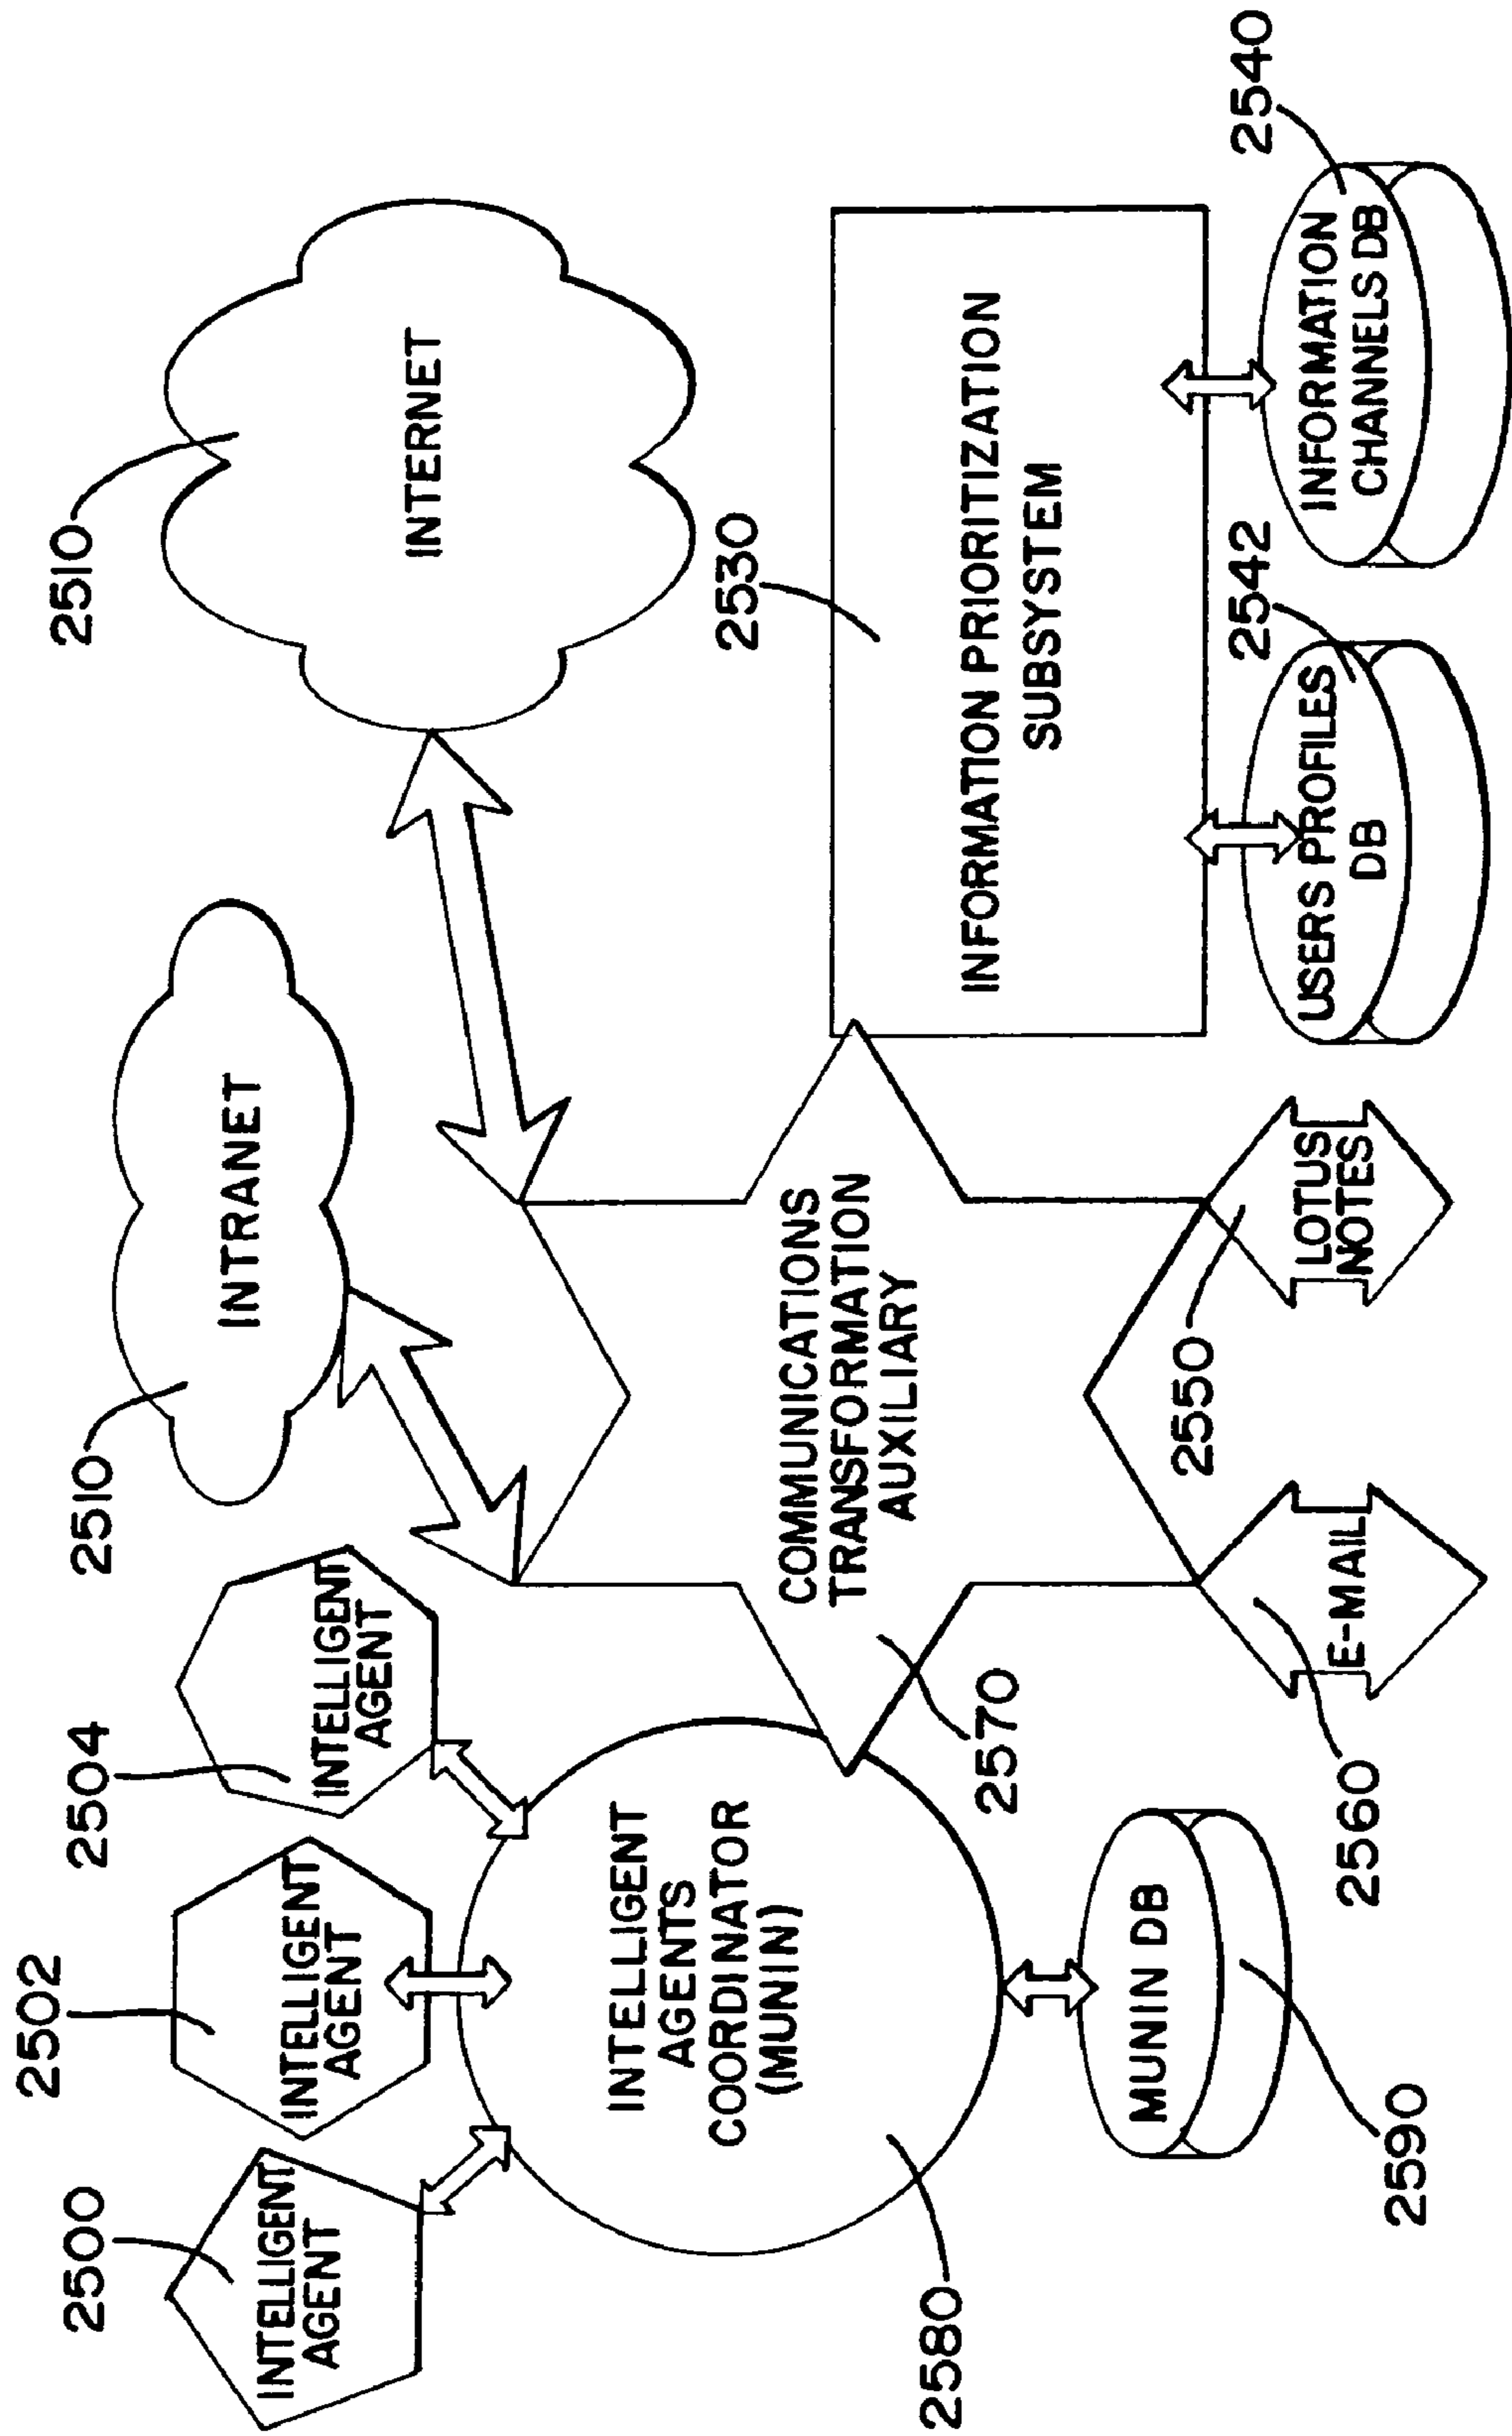 2500
2502
2504
2510
2510
INTELLIGENT
AGENT
INTELLIGENT
AGENT
INTELLIGENT
AGENT
INTRANET
INTERNET
INTELLIGENT
AGENTS
COORDINATOR
(MUNIN)
COMMUNICATIONS
TRANSFORMATION
AUXILIARY
2530
INFORMATION PRIORITIZATION
SUBSYSTEM
2580
2570
MUNIN DB
2590
2560
E-MAIL
2550
LOTUS
NOTES
2542
USERS PROFILES
DB
2540
INFORMATION
CHANNELS DB